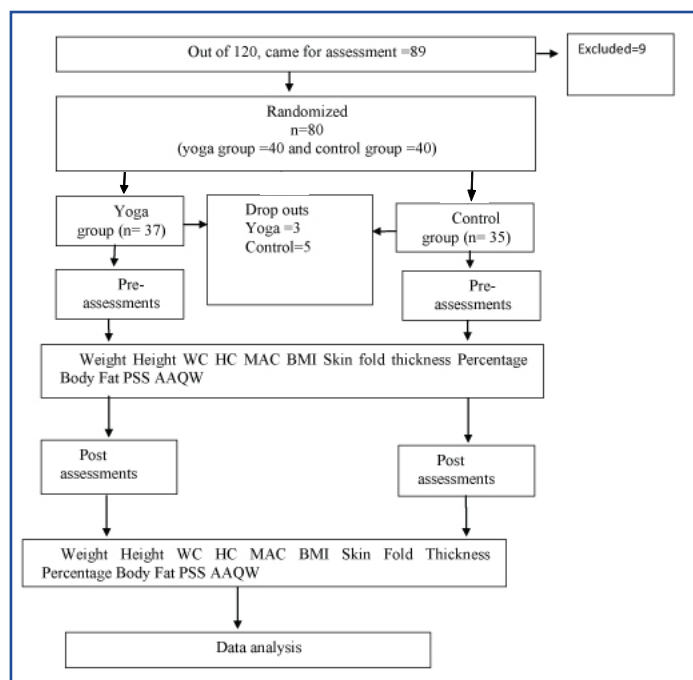 Out of 120, came for assessment =89
Excluded=9
Randomized
n=80
(yoga group =40 and control group =40)
Yoga
group (n= 37)
Drop outs
Yoga =3
Control=5
Control
group (n= 35)
Pre-
assessments
Pre-
assessments
Weight Height WC HC MAC BMI Skin fold thickness Percentage
Body Fat PSS AAQW
Post
assessments
Post
assessments
Weight Height WC HC MAC BMI Skin Fold Thickness
Percentage Body Fat PSS AAQW
Data analysis